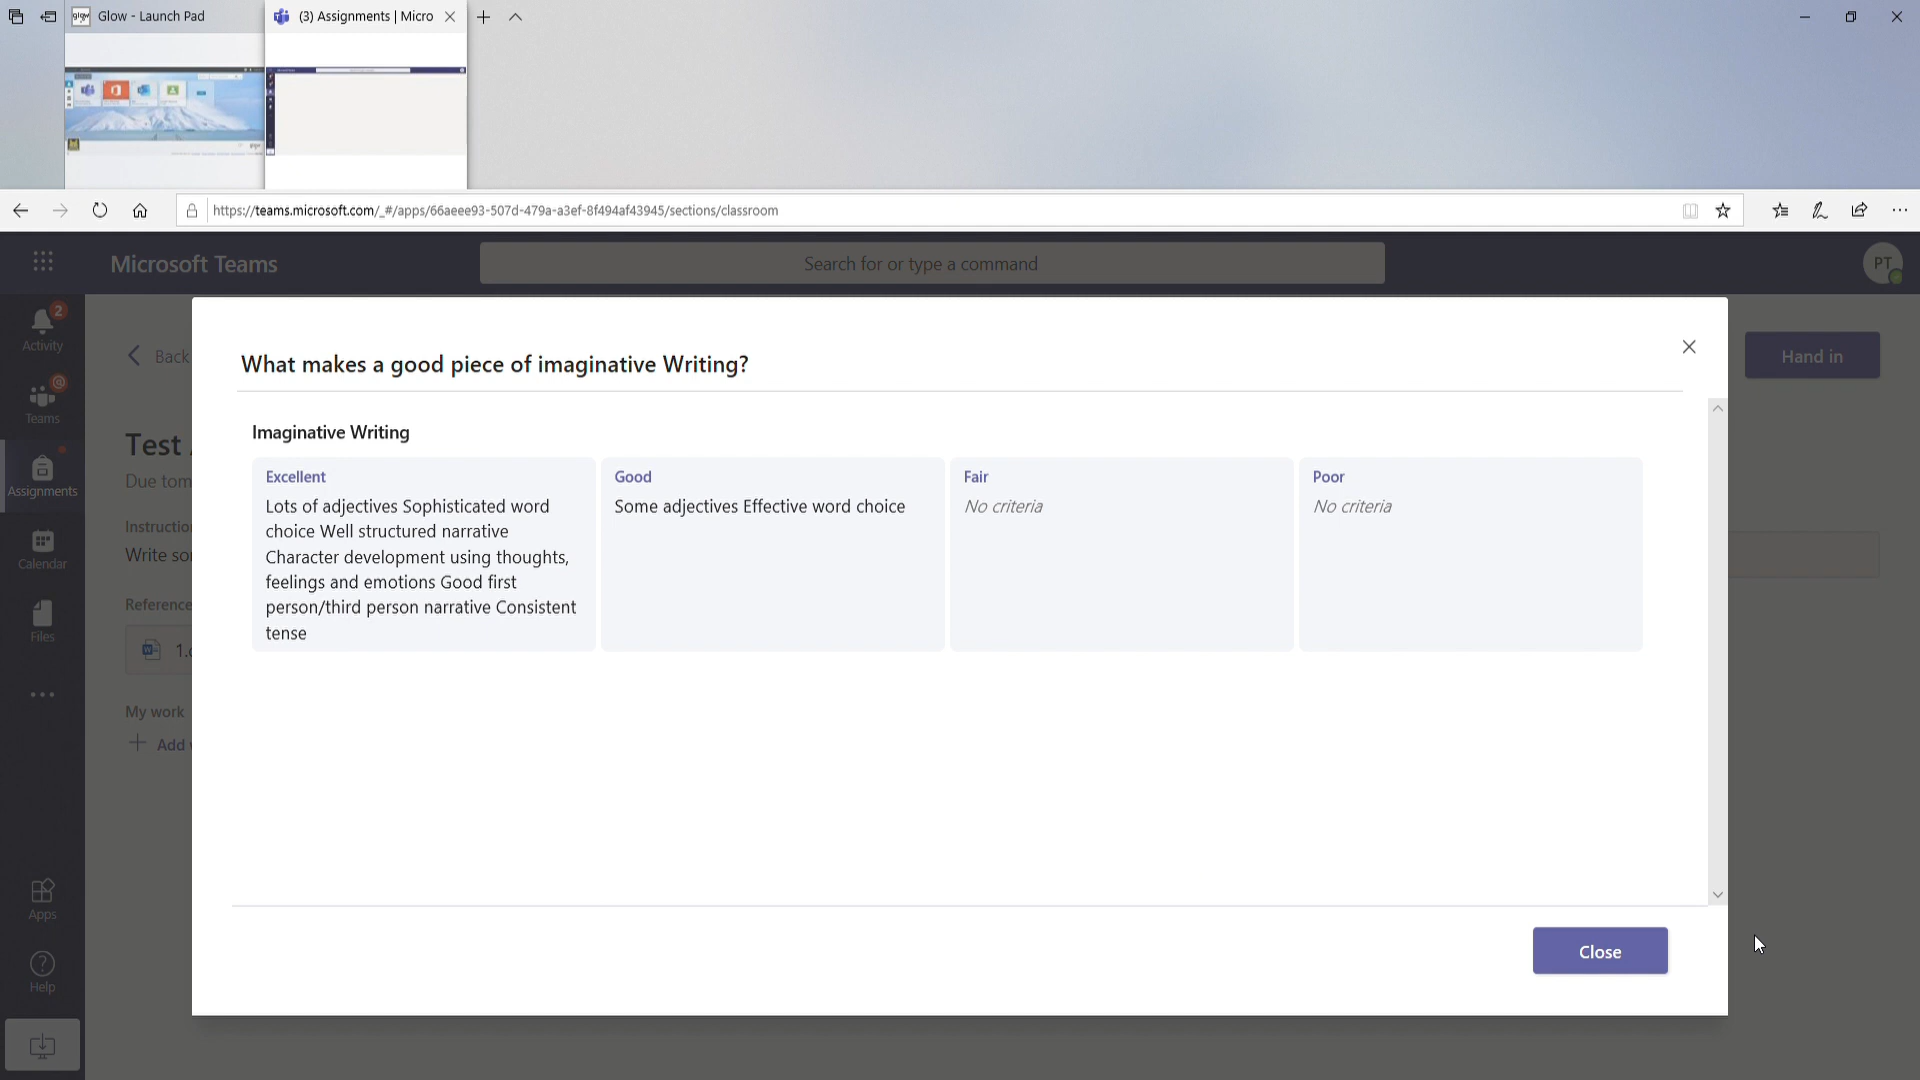 Glow - Launch Pad
(3) Assignments | Micro
https://teams.microsoft.com/_#/apps/66aeee93-507d-479a-a3ef-8f494af43945/sections/classroom
Microsoft Teams
Search for or type a command
PT
2
Activity
Teams
Assignments
Calendar
Files
Apps
Help
Back
Hand in
Test
Due tom
Instruction
Write so
Reference
1.
My work
Add
What makes a good piece of imaginative Writing?
Imaginative Writing
Excellent
Lots of adjectives Sophisticated word
choice Well structured narrative
Character development using thoughts,
feelings and emotions Good first
person/third person narrative Consistent
tense
Good
Some adjectives Effective word choice
Fair
No criteria
Poor
No criteria
Close